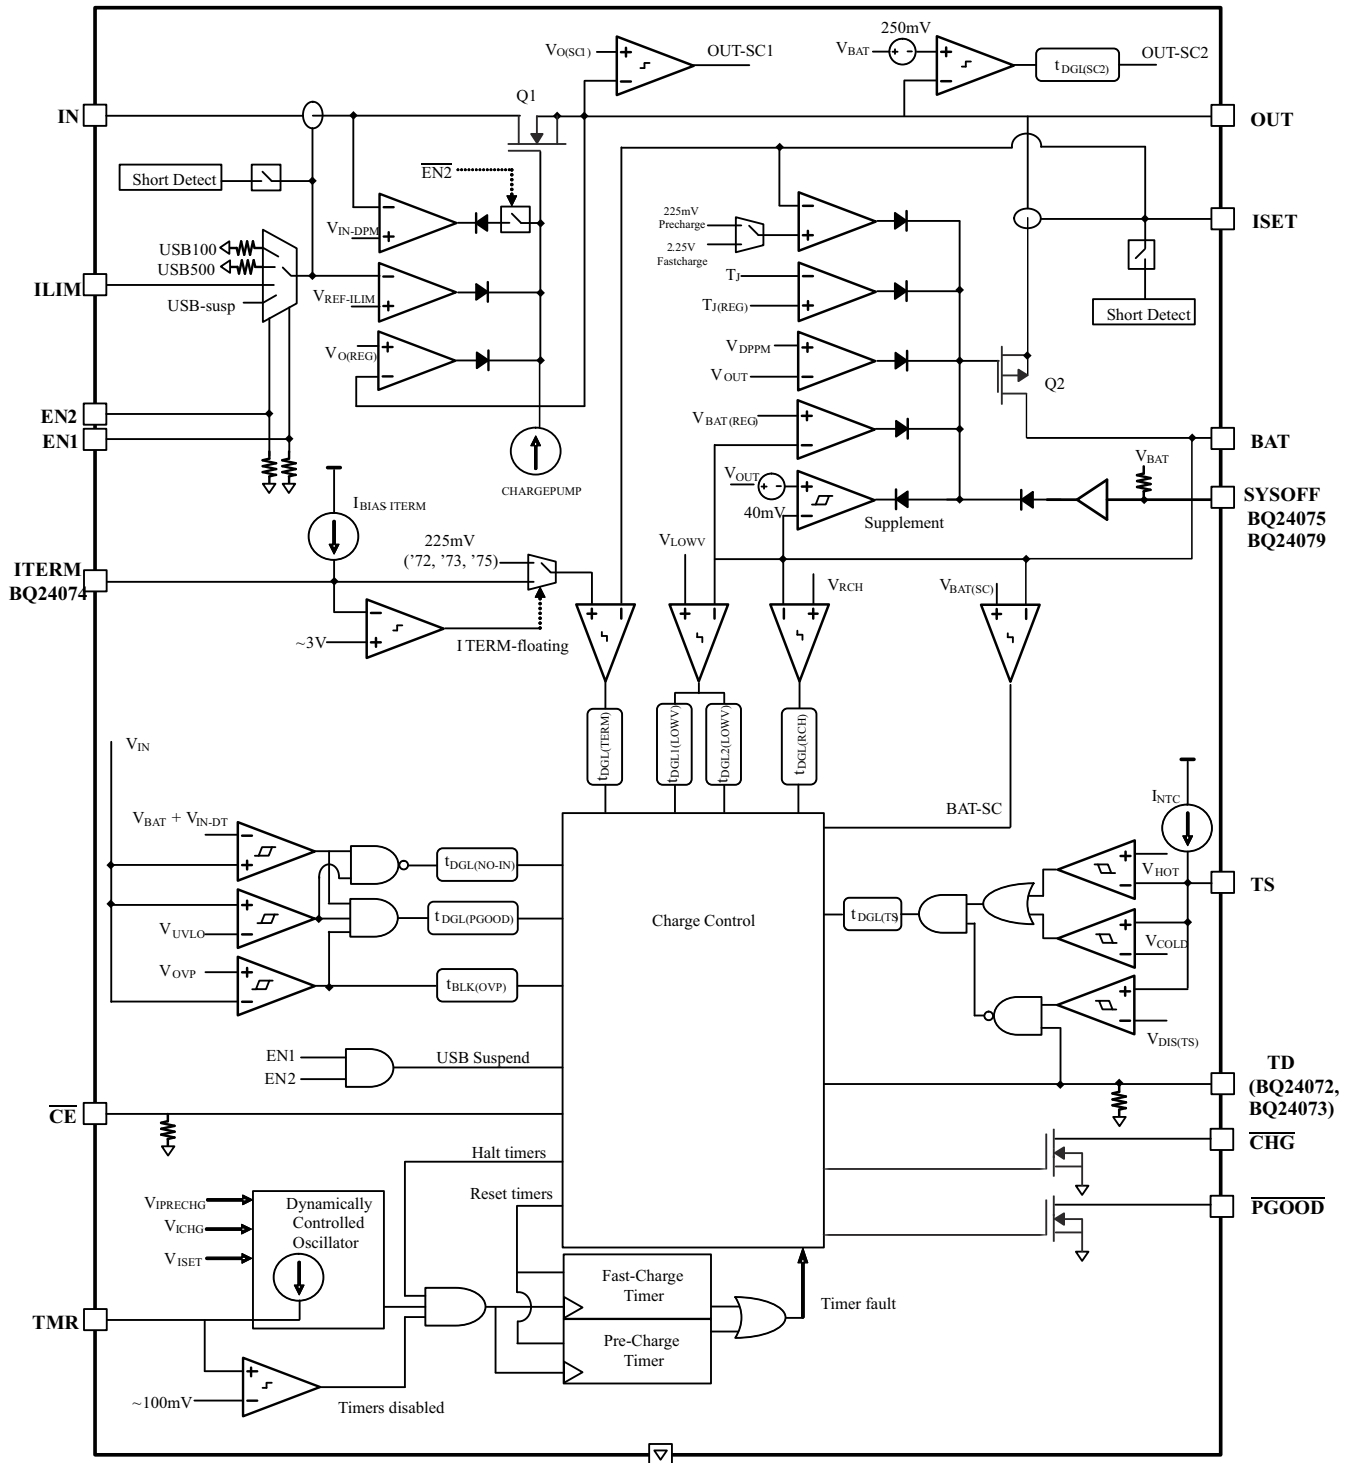 250mV
VO(SC1)
OUT-SC1
VBAT
tDGL(SC2)
OUT-SC2
Q1
IN
OUT
Short Detect
EN2
VIN-DPM
225mV
Precharge
2.25V
Fastcharge
ISET
USB100
USB500
ILIM
USB-susp
VREF-ILIM
TJ
TJ(REG)
Short Detect
VO(REG)
VDPPM
VOUT
Q2
EN2
EN1
VBAT(REG)
BAT
CHARGEPUMP
VOUT
40mV
Supplement
VBAT
SYSOFF
BQ24075
BQ24079
IBIAS-ITERM
225mV
('72, '73, '75)
VLOWV
ITERM
BQ24074
VRCH
VBAT(SC)
~3V
I TERM-floating
tDGL(TERM)
tDGL1(LOWV)
tDGL2(LOWV)
tDGL(RCH)
VIN
BAT-SC
INTC
VBAT + VIN-DT
tDGL(NO-IN)
VHOT
TS
VUVLO
tDGL(PGOOD)
Charge Control
tDGL(TS)
VCOLD
VOVP
tBLK(OVP)
VDIS(TS)
EN1
EN2
USB Suspend
TD
(BQ24072,
BQ24073)
CE
CHG
Halt timers
Reset timers
VIPRECHG
VICHG
VISET
Dynamically
Controlled
Oscillator
PGOOD
Fast-Charge
Timer
Timer fault
TMR
Pre-Charge
Timer
~100mV
Timers disabled